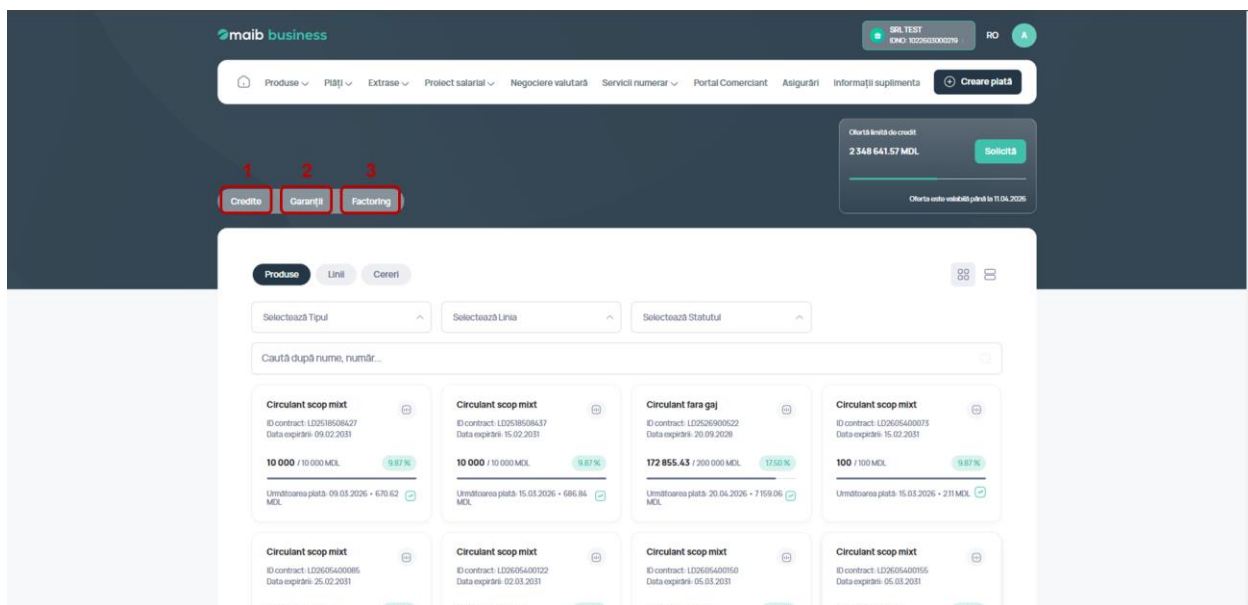 maib business
SRL TEST
IDNO: 1022603000219
RO
A
Produse
Plăți
Extrase
Proiect salarial
Negociere valutară
Servicii numerar
Portal Comerciant
Asigurări
Informații suplimenta
Creare plată
Ofertă limită de credit
2 348 641.57 MDL
Solicită
Oferta este valabilă până la 11.04.2026
1
2
3
Credite
Garanții
Factoring
Produse
Linii
Cereri
Selectează Tipul
Selectează Linia
Selectează Statutul
Caută după nume, număr...
Circulant scop mixt
ID contract: LD2518508427
Data expirării: 09.02.2031
10 000 / 10 000 MDL
9.87 %
Următoarea plată: 09.03.2026 • 670.62
MDL
Circulant scop mixt
ID contract: LD2518508437
Data expirării: 15.02.2031
10 000 / 10 000 MDL
9.87 %
Următoarea plată: 15.03.2026 • 686.84
MDL
Circulant fara gaj
ID contract: LD2526900522
Data expirării: 20.09.2028
172 855.43 / 200 000 MDL
17.50 %
Următoarea plată: 20.04.2026 • 7 159.06
MDL
Circulant scop mixt
ID contract: LD2605400073
Data expirării: 15.02.2031
100 / 100 MDL
9.87 %
Următoarea plată: 15.03.2026 • 2.11 MDL
Circulant scop mixt
ID contract: LD2605400085
Data expirării: 25.02.2031
Circulant scop mixt
ID contract: LD2605400122
Data expirării: 02.03.2031
Circulant scop mixt
ID contract: LD2605400150
Data expirării: 05.03.2031
Circulant scop mixt
ID contract: LD2605400155
Data expirării: 05.03.2031